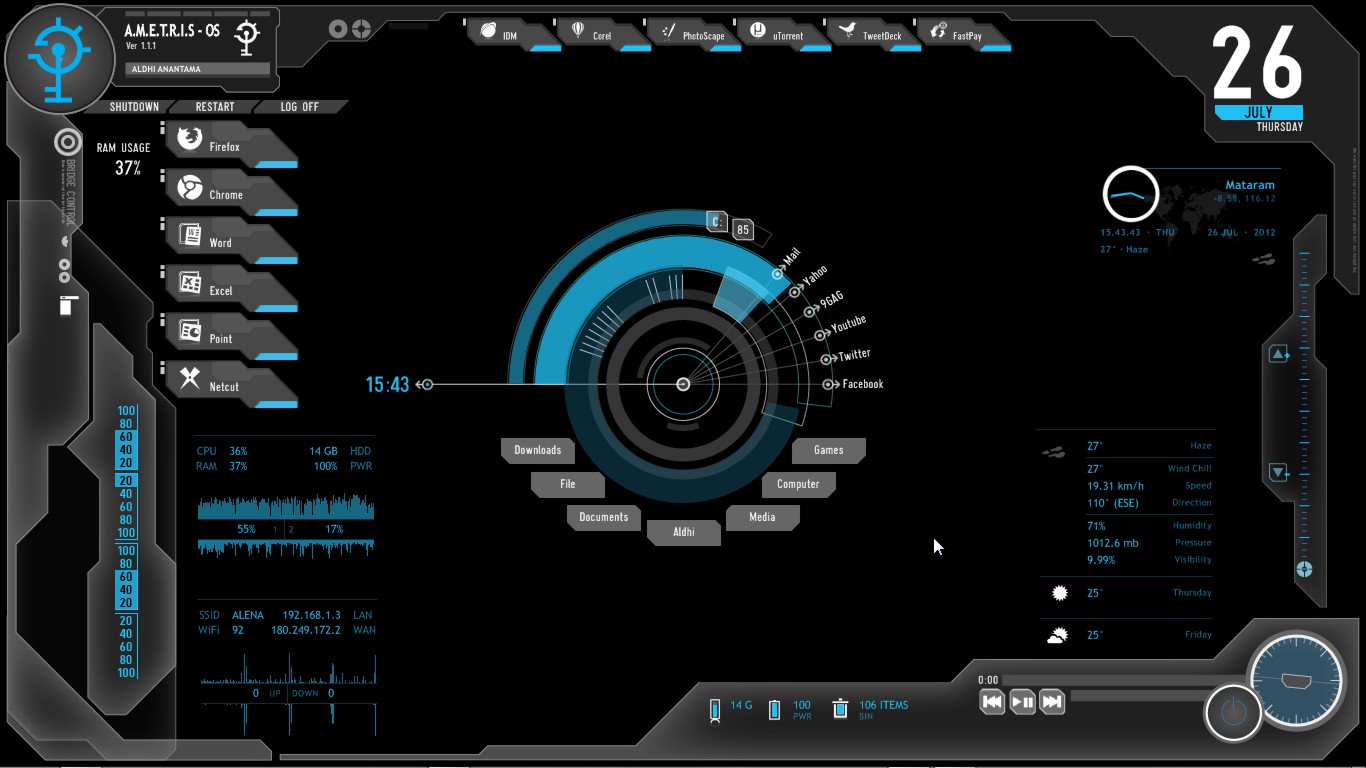 A.M.E.T.R.I.S - OS
Ver 1.1.1
ALDHI ANANTAMA
SHUTDOWN RESTART LOG OFF
IDM Corel PhotoScape uTorrent TweetDeck FastPay
26
JULY
THURSDAY
RAM USAGE
37%
BRIDGE CONTROL
Firefox
Chrome
Word
Excel
Point
Netcut
C: 85
Mail
Yahoo
9GAG
Youtube
Twitter
Facebook
15:43
Downloads
File
Documents
Aldhi
Media
Computer
Games
Mataram
-8.58, 116.12
15.43.43 · THU 26 JUL · 2012
27° · Haze
100
80
60
40
20
20
40
60
80
100
100
80
60
40
20
20
40
60
80
100
CPU 36% 14 GB HDD
RAM 37% 100% PWR
55% 1 2 17%
SSID ALENA 192.168.1.3 LAN
WiFi 92 180.249.172.2 WAN
0 UP DOWN 0
27° Haze
27° Wind Chill
19.31 km/h Speed
110° (ESE) Direction
71% Humidity
1012.6 mb Pressure
9.99% Visibility
25° Thursday
25° Friday
14 G
100
PWR
106 ITEMS
BIN
0:00